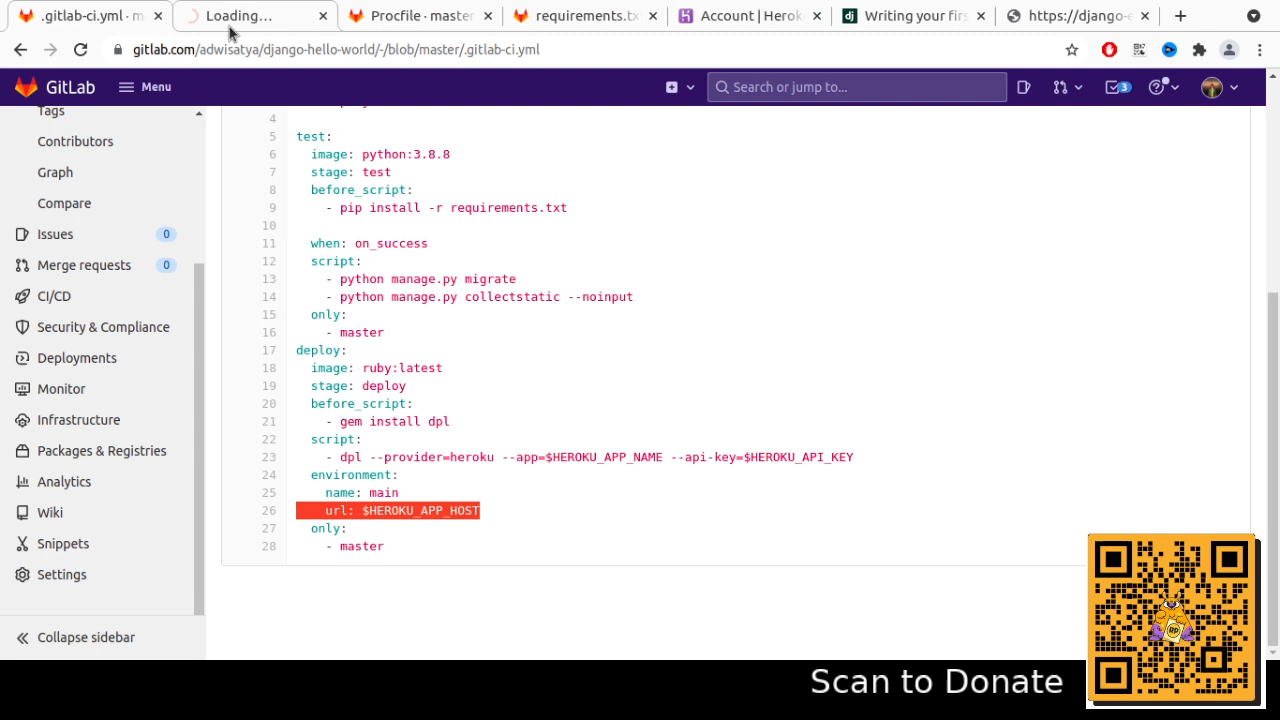 .gitlab-ci.yml · m
Loading…
Procfile · master
requirements.tx
Account | Herok
Writing your firs
https://django-e
gitlab.com/adwisatya/django-hello-world/-/blob/master/.gitlab-ci.yml
GitLab
Menu
Search or jump to...
3
Tags
Contributors
Graph
Compare
Issues 0
Merge requests 0
CI/CD
Security & Compliance
Deployments
Monitor
Infrastructure
Packages & Registries
Analytics
Wiki
Snippets
Settings
Collapse sidebar
4
5 test:
6 image: python:3.8.8
7 stage: test
8 before_script:
9 - pip install -r requirements.txt
10
11 when: on_success
12 script:
13 - python manage.py migrate
14 - python manage.py collectstatic --noinput
15 only:
16 - master
17 deploy:
18 image: ruby:latest
19 stage: deploy
20 before_script:
21 - gem install dpl
22 script:
23 - dpl --provider=heroku --app=$HEROKU_APP_NAME --api-key=$HEROKU_API_KEY
24 environment:
25 name: main
26 url: $HEROKU_APP_HOST
27 only:
28 - master
RP
Scan to Donate